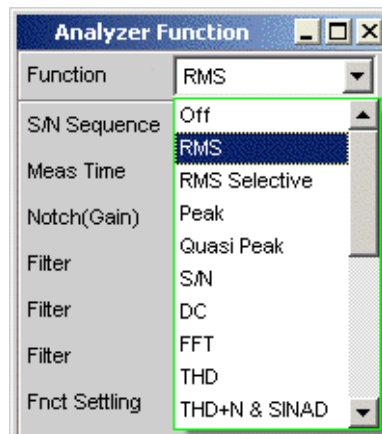 Analyzer Function
Function RMS
S/N Sequence
Meas Time
Notch(Gain)
Filter
Filter
Filter
Fnct Settling
Off
RMS
RMS Selective
Peak
Quasi Peak
S/N
DC
FFT
THD
THD+N & SINAD